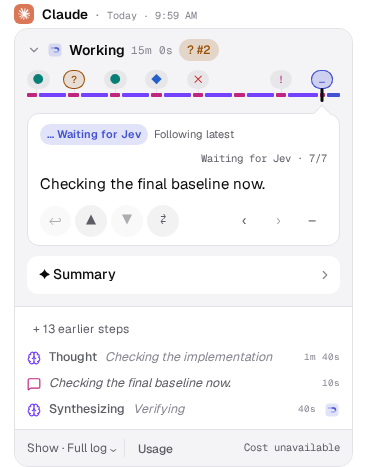 Claude · Today · 9:59 AM
Working 15m 0s ? #2
?
!
...
... Waiting for Jev Following latest
Waiting for Jev · 7/7
Checking the final baseline now.
Summary
+ 13 earlier steps
Thought Checking the implementation 1m 40s
Checking the final baseline now. 10s
Synthesizing Verifying 40s
Show · Full log Usage Cost unavailable